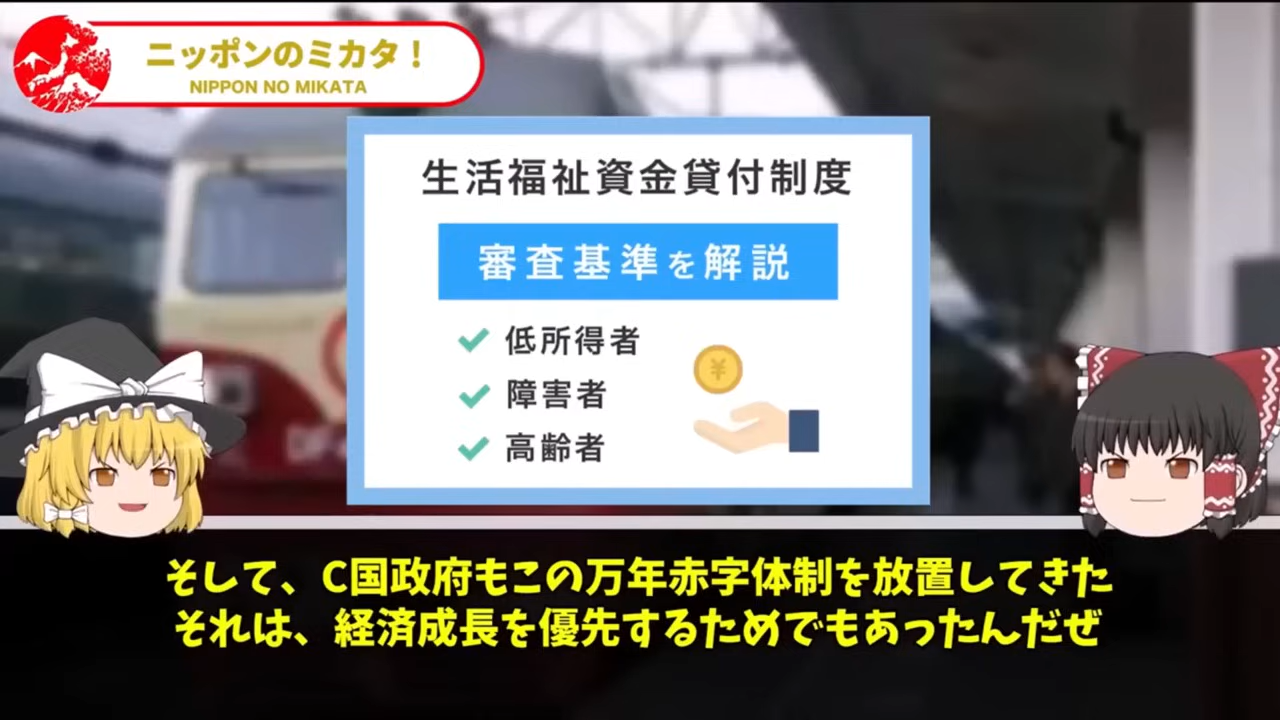 ニッポンのミカタ！
NIPPON NO MIKATA
生活福祉資金貸付制度
審査基準を解説
低所得者
障害者
高齢者
そして、C国政府もこの万年赤字体制を放置してきた
それは、経済成長を優先するためでもあったんだぜ